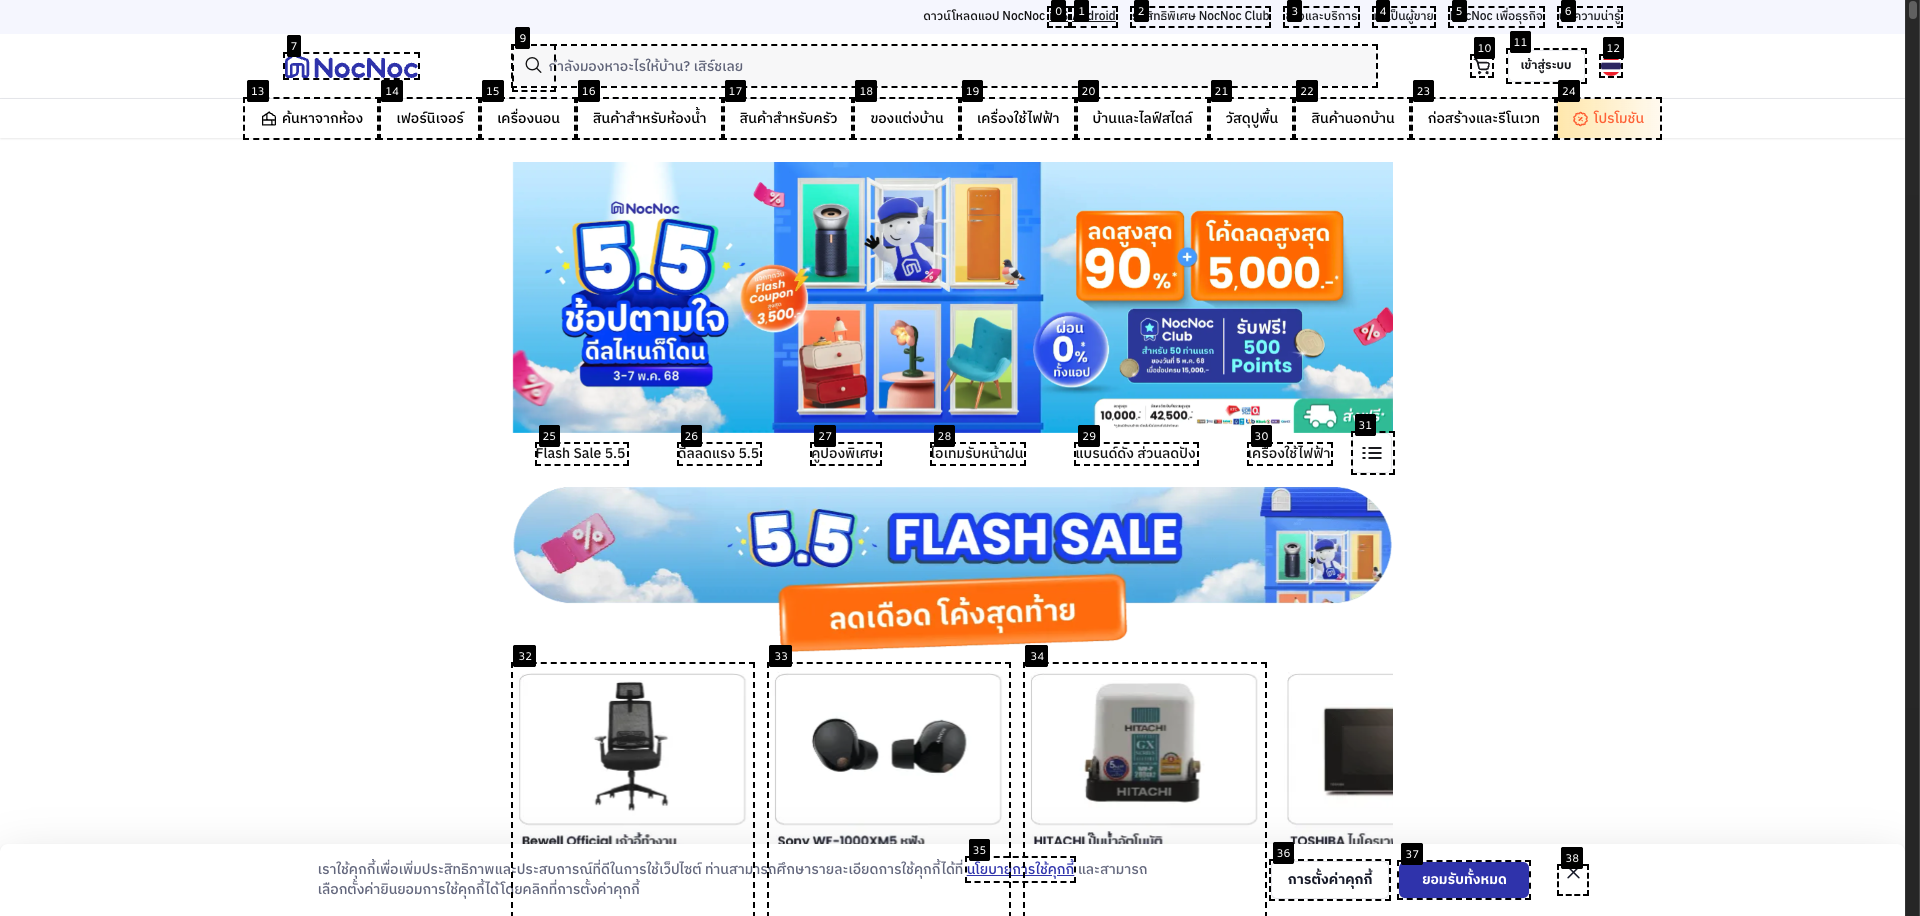 ดาวน์โหลดแอป NocNoc
สิทธิพิเศษ NocNoc Club
และบริการ
NocNoc เพื่อธุรกิจ
NocNoc
กำลังมองหาอะไรให้บ้าน? เสิร์ชเลย
เข้าสู่ระบบ
ค้นหาจากห้อง
เฟอร์นิเจอร์
เครื่องนอน
สินค้าสำหรับห้องน้ำ
สินค้าสำหรับครัว
ของแต่งบ้าน
เครื่องใช้ไฟฟ้า
บ้านและไลฟ์สไตล์
วัสดุปูพื้น
สินค้านอกบ้าน
ก่อสร้างและรีโนเวท
โปรโมชัน
0
1
2
3
4
5
6
7
9
10
11
12
13
14
15
16
17
18
19
20
21
22
23
24
NocNoc
5.5
ช้อปตามใจ
ดีลไหนก็โดน
3-7 พ.ค. 68
Flash
Coupon
3,500
ลดสูงสุด
90%*
+
โค้ดลดสูงสุด
5,000.-*
ผ่อน
0%*
ทั้งแอป
NocNoc
Club
สำหรับ 50 ท่านแรก
ของวันที่ 5 พ.ค. 68
เมื่อช้อปครบ 15,000.-
รับฟรี!
500
Points
10,000.-
42,500.-
25
26
27
28
29
30
31
Flash Sale 5.5
ดีลลดแรง 5.5
คูปองพิเศษ
ไอเทมรับหน้าฝน
แบรนด์ดัง ส่วนลดปัง
เครื่องใช้ไฟฟ้า
5.5 FLASH SALE
ลดเดือด โค้งสุดท้าย
32
33
34
HITACHI
GX
HITACHI
Bewell Official เก้าอี้ทำงาน
Sony WF-1000XM5 หูฟัง
HITACHI ปั๊มน้ำอัตโนมัติ
35
36
37
38
เราใช้คุกกี้เพื่อเพิ่มประสิทธิภาพและประสบการณ์ที่ดีในการใช้เว็ปไซต์ ท่านสามารถศึกษารายละเอียดการใช้คุกกี้ได้ที่ นโยบายการใช้คุกกี้ และสามารถ
เลือกตั้งค่ายินยอมการใช้คุกกี้ได้โดยคลิกที่การตั้งค่าคุกกี้
การตั้งค่าคุกกี้
ยอมรับทั้งหมด